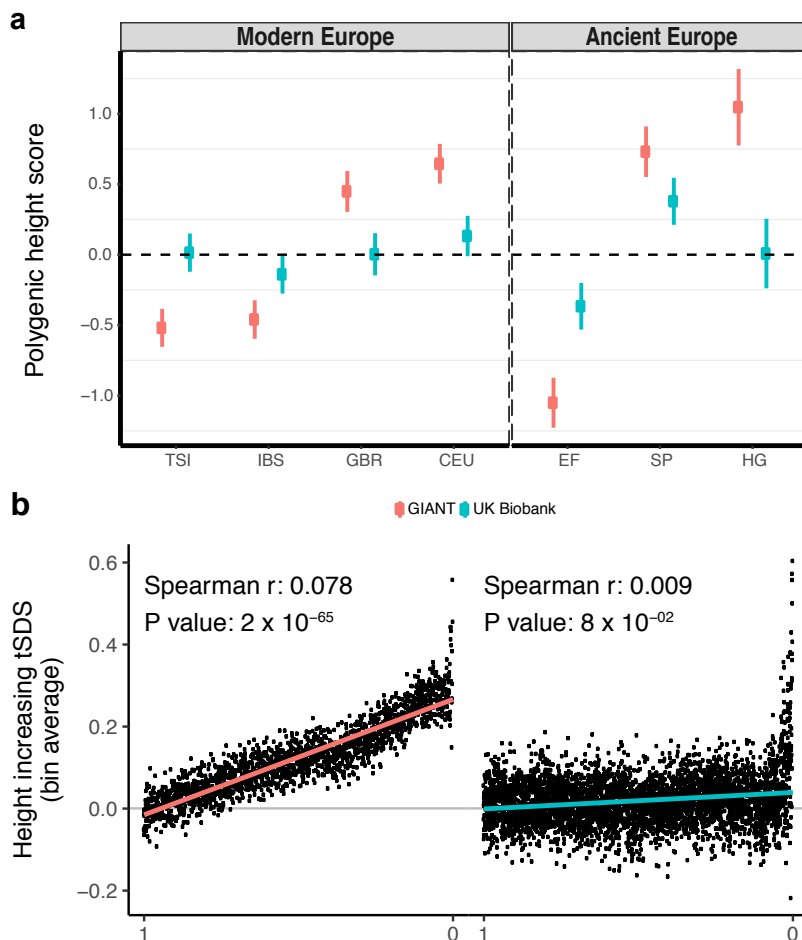 a
Modern Europe
Ancient Europe
Polygenic height score
1.0
0.5
0.0
−0.5
−1.0
TSI
IBS
GBR
CEU
EF
SP
HG
b
GIANT
UK Biobank
Height increasing tSDS
(bin average)
0.6
0.4
0.2
0.0
−0.2
Spearman r: 0.078
P value: 2 x 10⁻⁶⁵
Spearman r: 0.009
P value: 8 x 10⁻⁰²
1
0
1
0